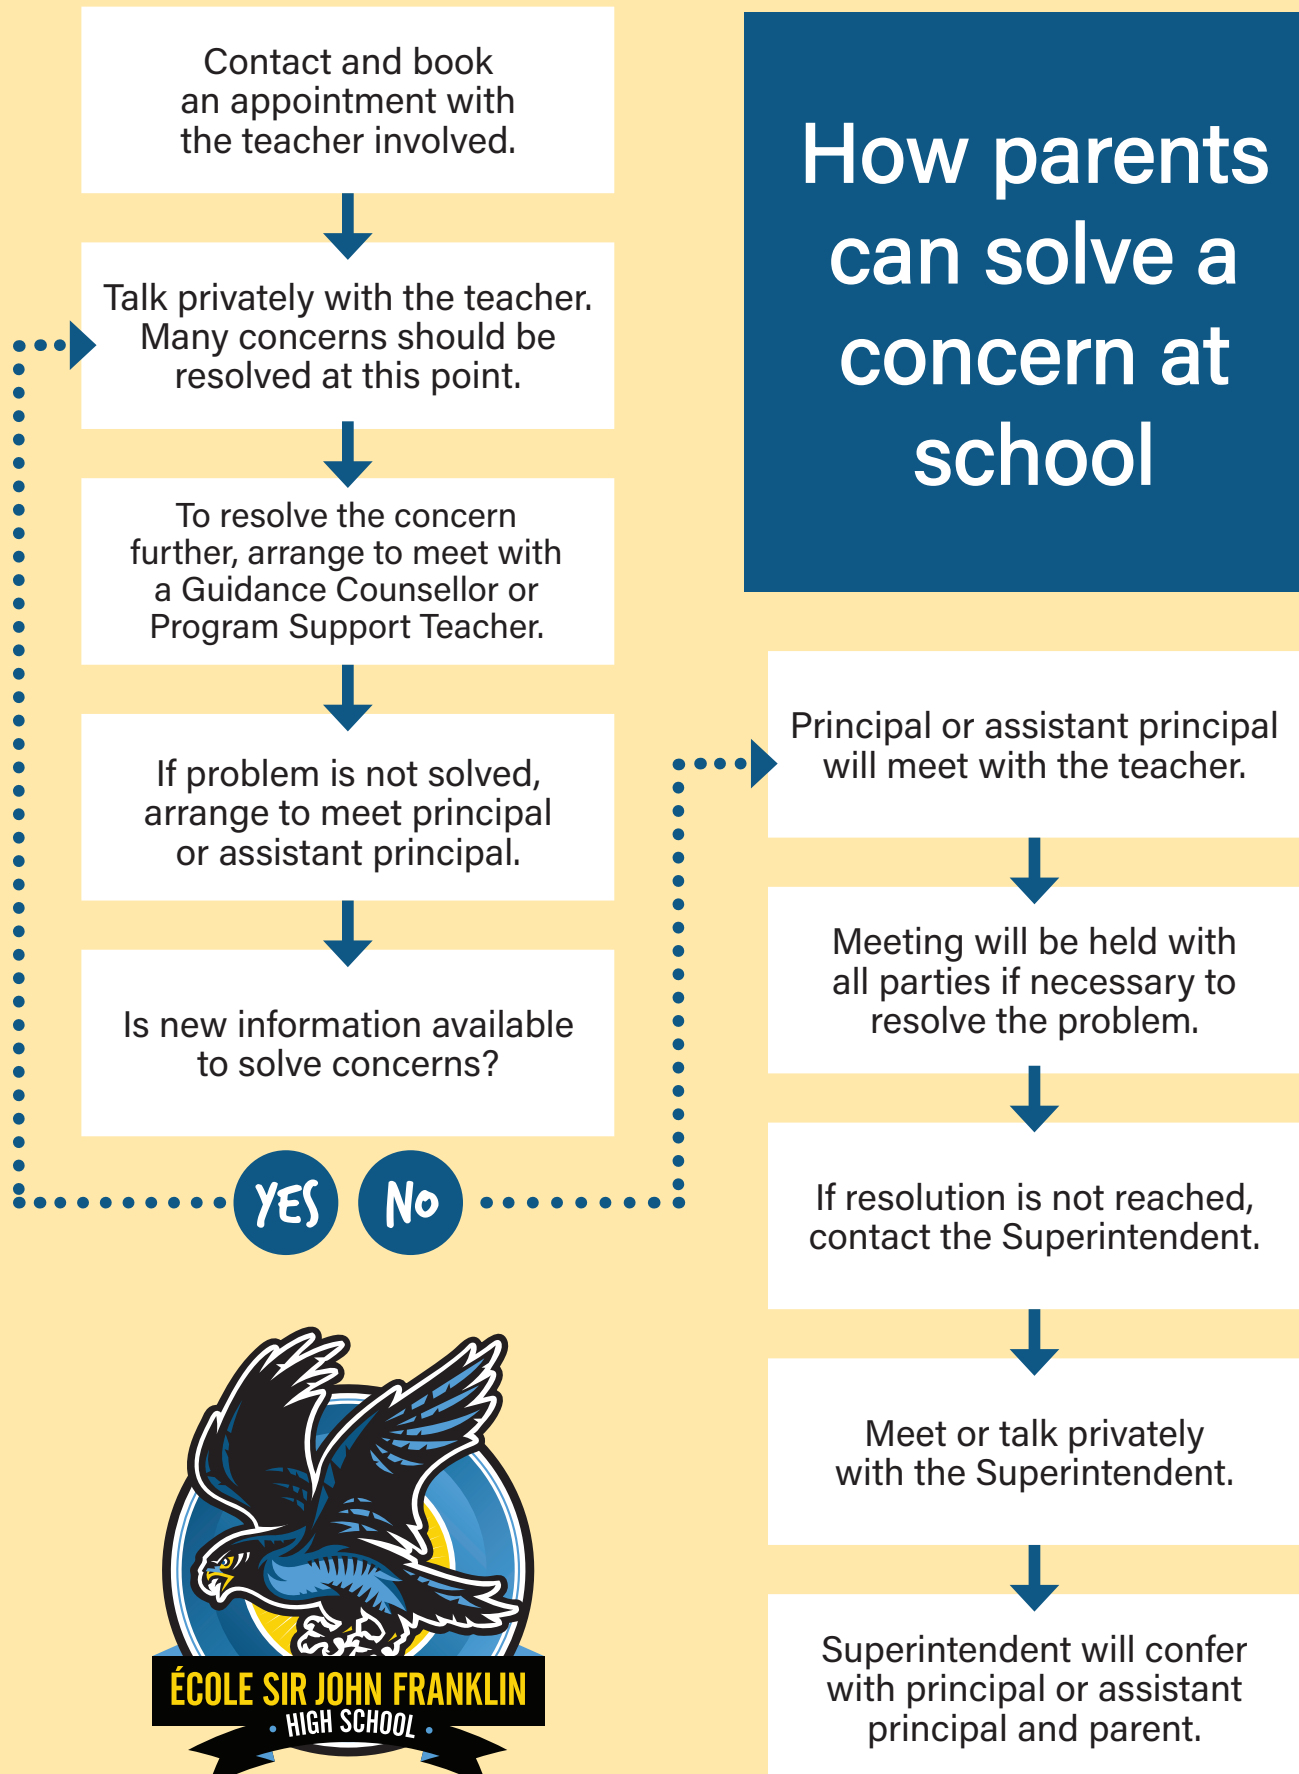 How parents
can solve a
concern at
school
Contact and book
an appointment with
the teacher involved.
Talk privately with the teacher.
Many concerns should be
resolved at this point.
To resolve the concern
further, arrange to meet with
a Guidance Counsellor or
Program Support Teacher.
If problem is not solved,
arrange to meet principal
or assistant principal.
Is new information available
to solve concerns?
YES
NO
Principal or assistant principal
will meet with the teacher.
Meeting will be held with
all parties if necessary to
resolve the problem.
If resolution is not reached,
contact the Superintendent.
Meet or talk privately
with the Superintendent.
Superintendent will confer
with principal or assistant
principal and parent.
ÉCOLE SIR JOHN FRANKLIN
• HIGH SCHOOL •